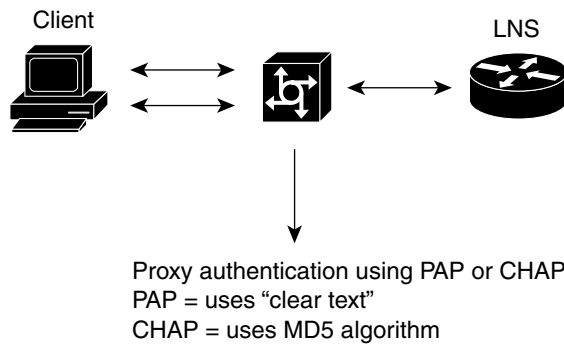 Client
LNS
Proxy authentication using PAP or CHAP
PAP = uses “clear text”
CHAP = uses MD5 algorithm